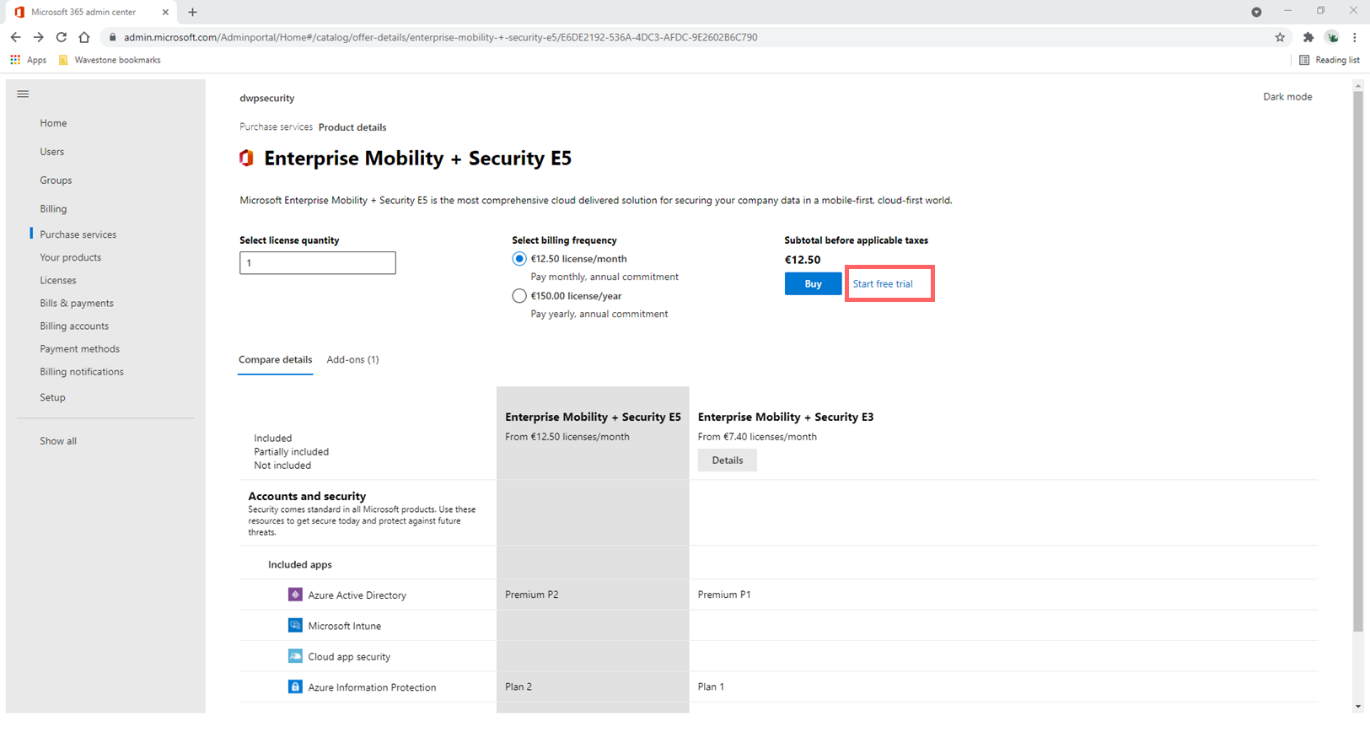 Microsoft 365 admin center
admin.microsoft.com/Adminportal/Home#/catalog/offer-details/enterprise-mobility-+-security-e5/E6DE2192-536A-4DC3-AFDC-9E2602B6C790
Apps
Wavestone bookmarks
Reading list
Home
Users
Groups
Billing
Purchase services
Your products
Licenses
Bills & payments
Billing accounts
Payment methods
Billing notifications
Setup
Show all
dwpsecurity
Dark mode
Purchase services Product details
Enterprise Mobility + Security E5
Microsoft Enterprise Mobility + Security E5 is the most comprehensive cloud delivered solution for securing your company data in a mobile-first, cloud-first world.
Select license quantity
1
Select billing frequency
€12.50 license/month
Pay monthly, annual commitment
€150.00 license/year
Pay yearly, annual commitment
Subtotal before applicable taxes
€12.50
Buy
Start free trial
Compare details
Add-ons (1)
Included
Partially included
Not included
Enterprise Mobility + Security E5
From €12.50 licenses/month
Enterprise Mobility + Security E3
From €7.40 licenses/month
Details
Accounts and security
Security comes standard in all Microsoft products. Use these
resources to get secure today and protect against future
threats.
Included apps
Azure Active Directory
Premium P2
Premium P1
Microsoft Intune
Cloud app security
Azure Information Protection
Plan 2
Plan 1